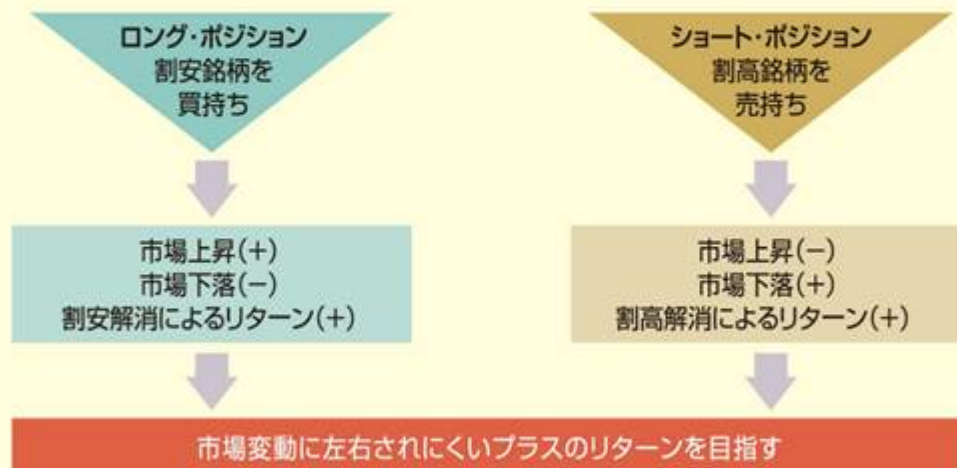 ロング・ポジション
割安銘柄を
買持ち
ショート・ポジション
割高銘柄を
売持ち
市場上昇(+)
市場下落(−)
割安解消によるリターン(+)
市場上昇(−)
市場下落(+)
割高解消によるリターン(+)
市場変動に左右されにくいプラスのリターンを目指す